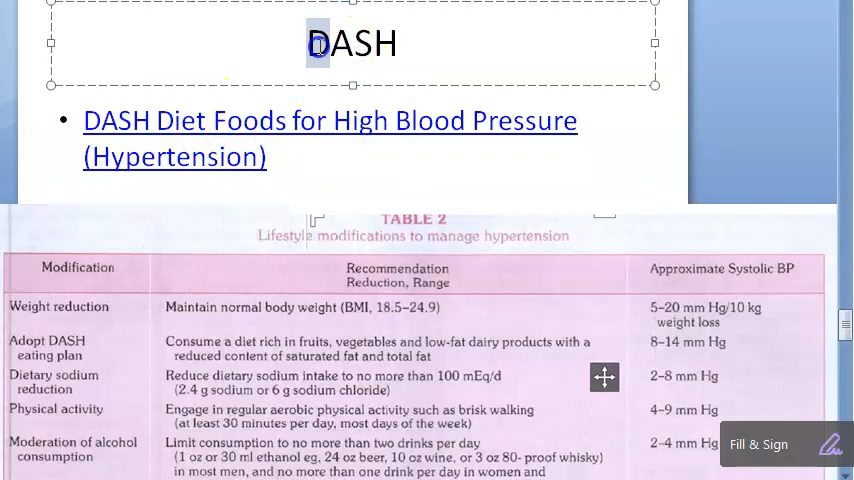 DASH
• DASH Diet Foods for High Blood Pressure
(Hypertension)
TABLE 2
Lifestyle modifications to manage hypertension
Modification
Recommendation
Reduction, Range
Approximate Systolic BP
Weight reduction
Maintain normal body weight (BMI, 18.5–24.9)
5–20 mm Hg/10 kg
weight loss
Adopt DASH
eating plan
Consume a diet rich in fruits, vegetables and low-fat dairy products with a
reduced content of saturated fat and total fat
8–14 mm Hg
Dietary sodium
reduction
Reduce dietary sodium intake to no more than 100 mEq/d
(2.4 g sodium or 6 g sodium chloride)
2–8 mm Hg
Physical activity
Engage in regular aerobic physical activity such as brisk walking
(at least 30 minutes per day, most days of the week)
4–9 mm Hg
Moderation of alcohol
consumption
Limit consumption to no more than two drinks per day
(1 oz or 30 ml ethanol eg, 24 oz beer, 10 oz wine, or 3 oz 80- proof whisky)
in most men, and no more than one drink per day in women and
2–4 mm Hg
Fill & Sign